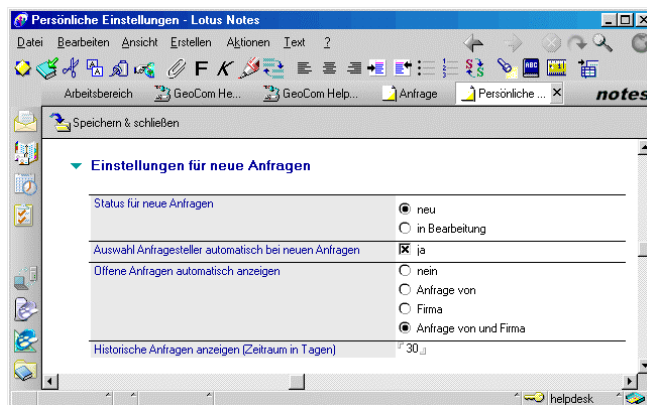 Persönliche Einstellungen - Lotus Notes
Datei Bearbeiten Ansicht Erstellen Aktionen Text ?
F K
Arbeitsbereich GeoCom He... GeoCom Help... Anfrage Persönliche ... notes
Speichern & schließen
Einstellungen für neue Anfragen
Status für neue Anfragen
neu
in Bearbeitung
Auswahl Anfragesteller automatisch bei neuen Anfragen ja
Offene Anfragen automatisch anzeigen nein
Anfrage von
Firma
Anfrage von und Firma
Historische Anfragen anzeigen (Zeitraum in Tagen) 30
helpdesk